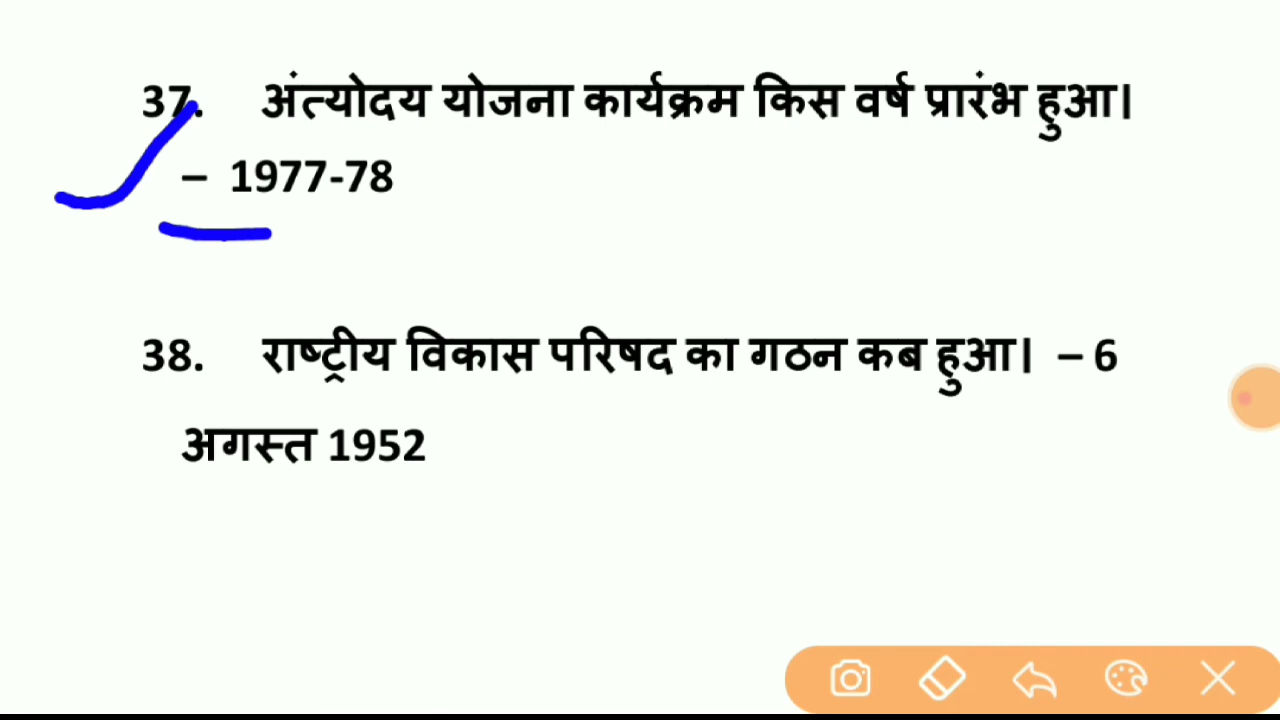 37. अंत्योदय योजना कार्यक्रम किस वर्ष प्रारंभ हुआ।
– 1977-78
38. राष्ट्रीय विकास परिषद का गठन कब हुआ। – 6
अगस्त 1952